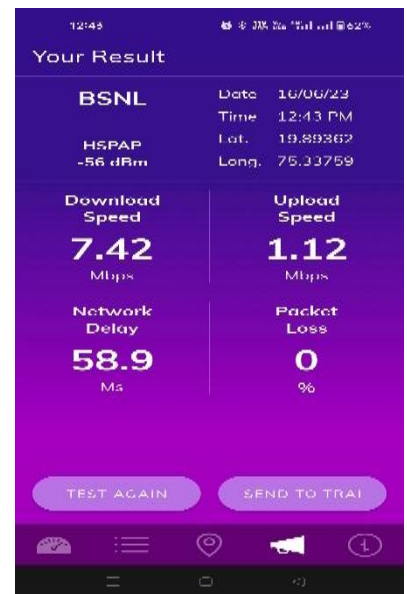 12:43
62%
Your Result
BSNL
HSPAP
-56 dBm
Date 16/06/23
Time 12:43 PM
Lat. 19.89362
Long. 75.33759
Download
Speed
7.42
Mbps
Upload
Speed
1.12
Mbps
Network
Delay
58.9
Ms
Packet
Loss
0
%
TEST AGAIN
SEND TO TRAI